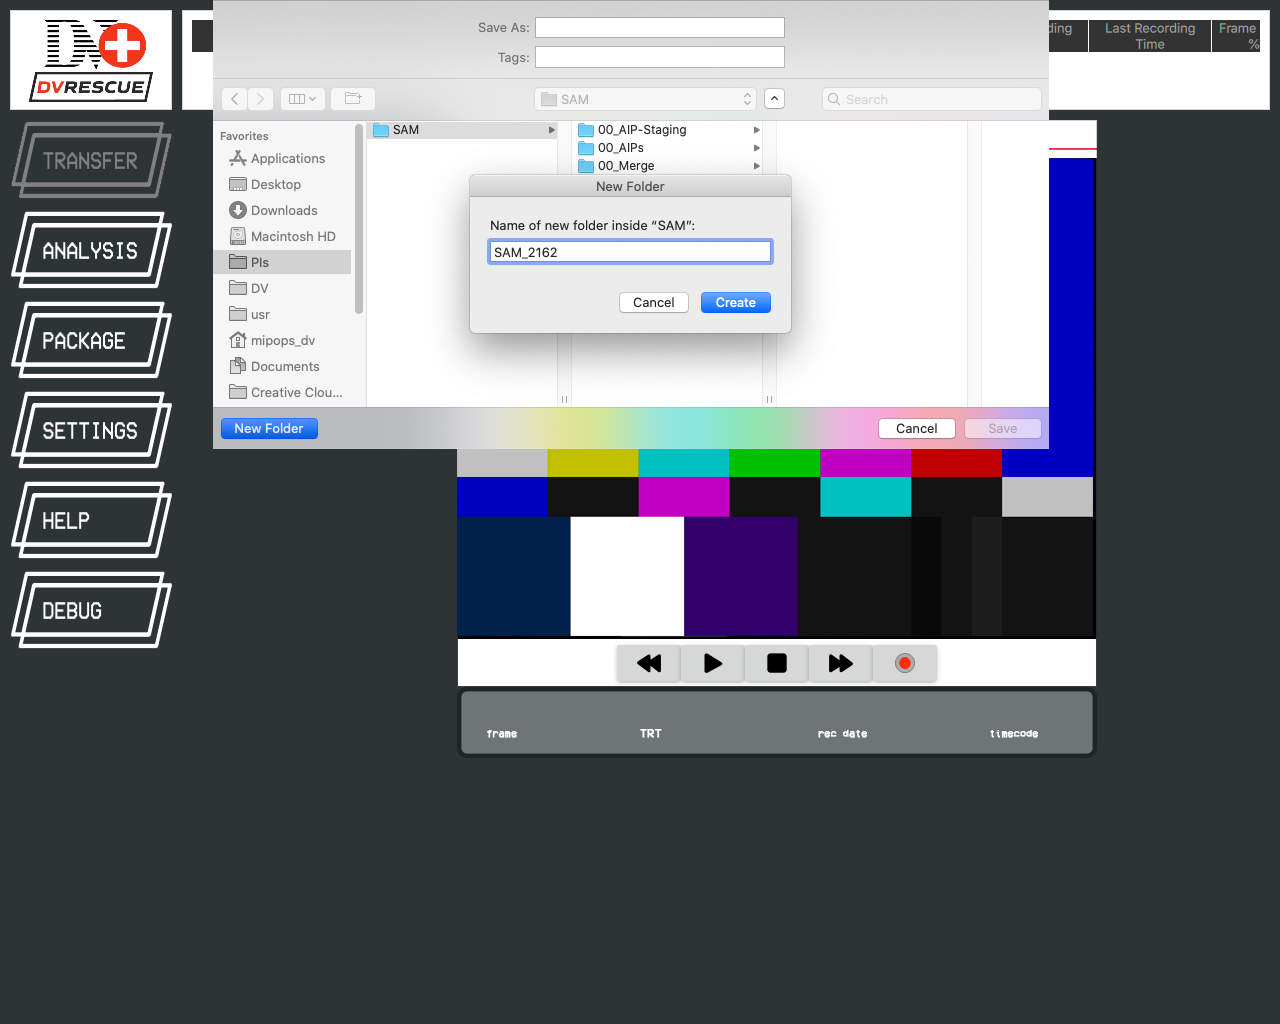 DV
DVRESCUE
Save As:
Tags:
SAM
Search
ding
Last Recording
Time
Frame
%
TRANSFER
ANALYSIS
PACKAGE
SETTINGS
HELP
DEBUG
Favorites
Applications
Desktop
Downloads
Macintosh HD
PIs
DV
usr
mipops_dv
Documents
Creative Clou...
SAM
00_AIP-Staging
00_AIPs
00_Merge
New Folder
Name of new folder inside “SAM”:
SAM_2162
Cancel
Create
New Folder
Cancel
Save
frame
TRT
rec date
timecode